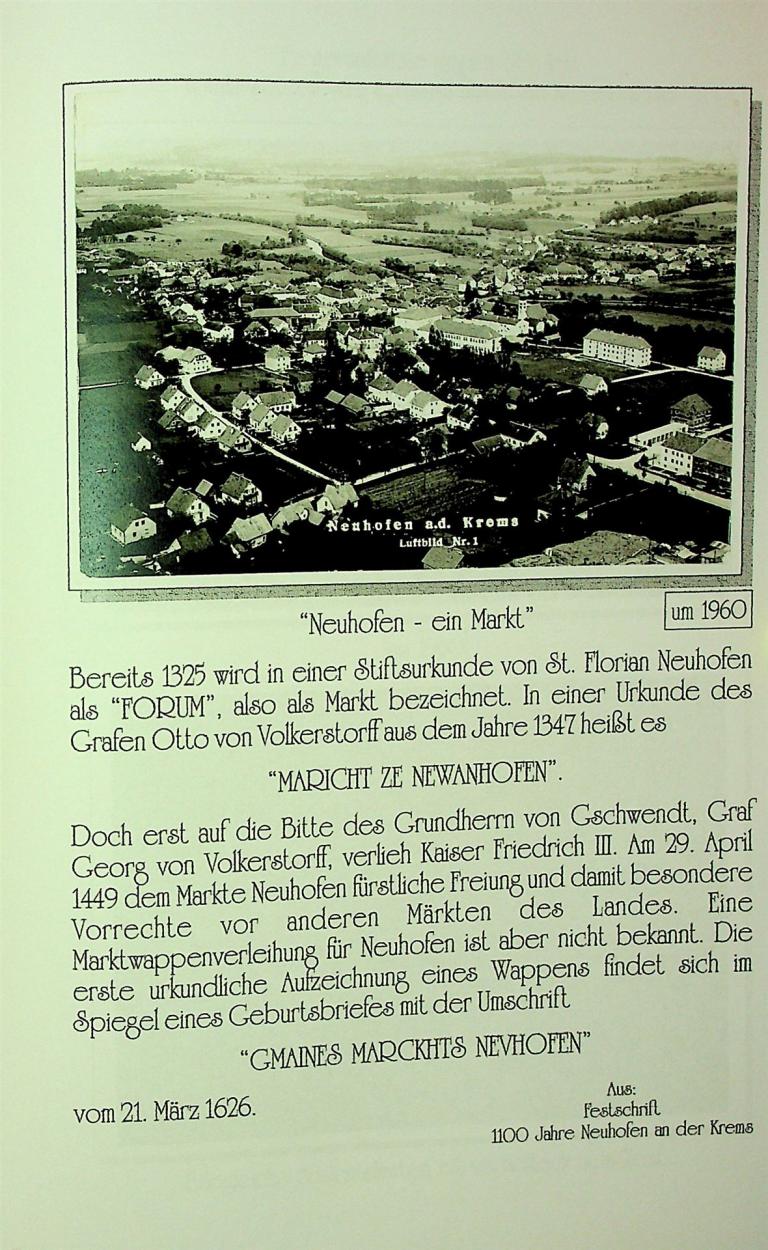 Neuhofen a.d. Krems
Luftbild Nr. 1
"Neuhofen - ein Markt"
um 1960
Bereits 1325 wird in einer Stiftsurkunde von St. Florian Neuhofen
als "FORUM", also als Markt bezeichnet. In einer Urkunde des
Grafen Otto von Volkerstorff aus dem Jahre 1347 heißt es
"MARICHT ZE NEWANHOFEN".
Doch erst auf die Bitte des Grundherrn von Gschwendt, Graf
Georg von Volkerstorff, verlieh Kaiser Friedrich III. Am 29. April
1449 dem Markte Neuhofen fürstliche Freiung und damit besondere
Vorrechte vor anderen Märkten des Landes. Eine
Marktwappenverleihung für Neuhofen ist aber nicht bekannt. Die
erste urkundliche Aufzeichnung eines Wappens findet sich im
Spiegel eines Geburtsbriefes mit der Umschrift
"GMAINES MARCKHTS NEVHOFEN"
vom 21. März 1626.
Aus:
Festschrift
1100 Jahre Neuhofen an der Krems